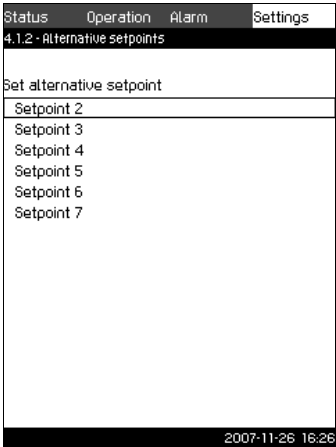 Status Operation Alarm Settings
4.1.2 - Alternative setpoints
Set alternative setpoint
Setpoint 2
Setpoint 3
Setpoint 4
Setpoint 5
Setpoint 6
Setpoint 7
2007-11-26 16:26